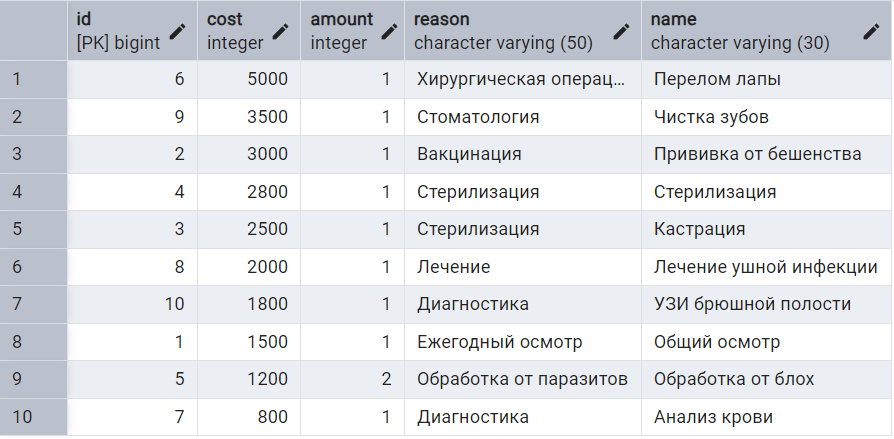 id cost amount reason name
[PK] bigint integer integer character varying (50) character varying (30)
1 6 5000 1 Хирургическая операц... Перелом лапы
2 9 3500 1 Стоматология Чистка зубов
3 2 3000 1 Вакцинация Прививка от бешенства
4 4 2800 1 Стерилизация Стерилизация
5 3 2500 1 Стерилизация Кастрация
6 8 2000 1 Лечение Лечение ушной инфекции
7 10 1800 1 Диагностика УЗИ брюшной полости
8 1 1500 1 Ежегодный осмотр Общий осмотр
9 5 1200 2 Обработка от паразитов Обработка от блох
10 7 800 1 Диагностика Анализ крови